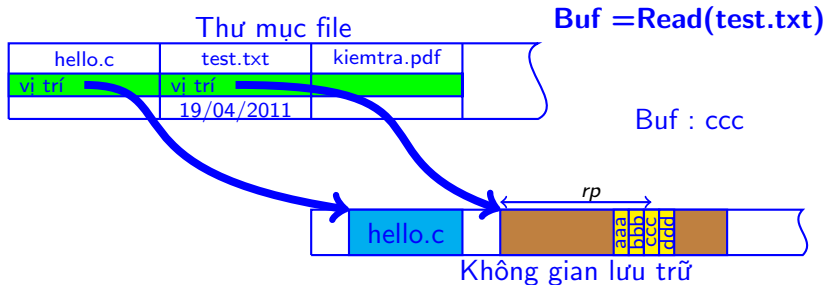 Buf =Read(test.txt)
Thư mục file
hello.c test.txt kiemtra.pdf
vị trí vị trí
19/04/2011
Buf : ccc
rp
hello.c aaa bbb ccc ddd
Không gian lưu trữ